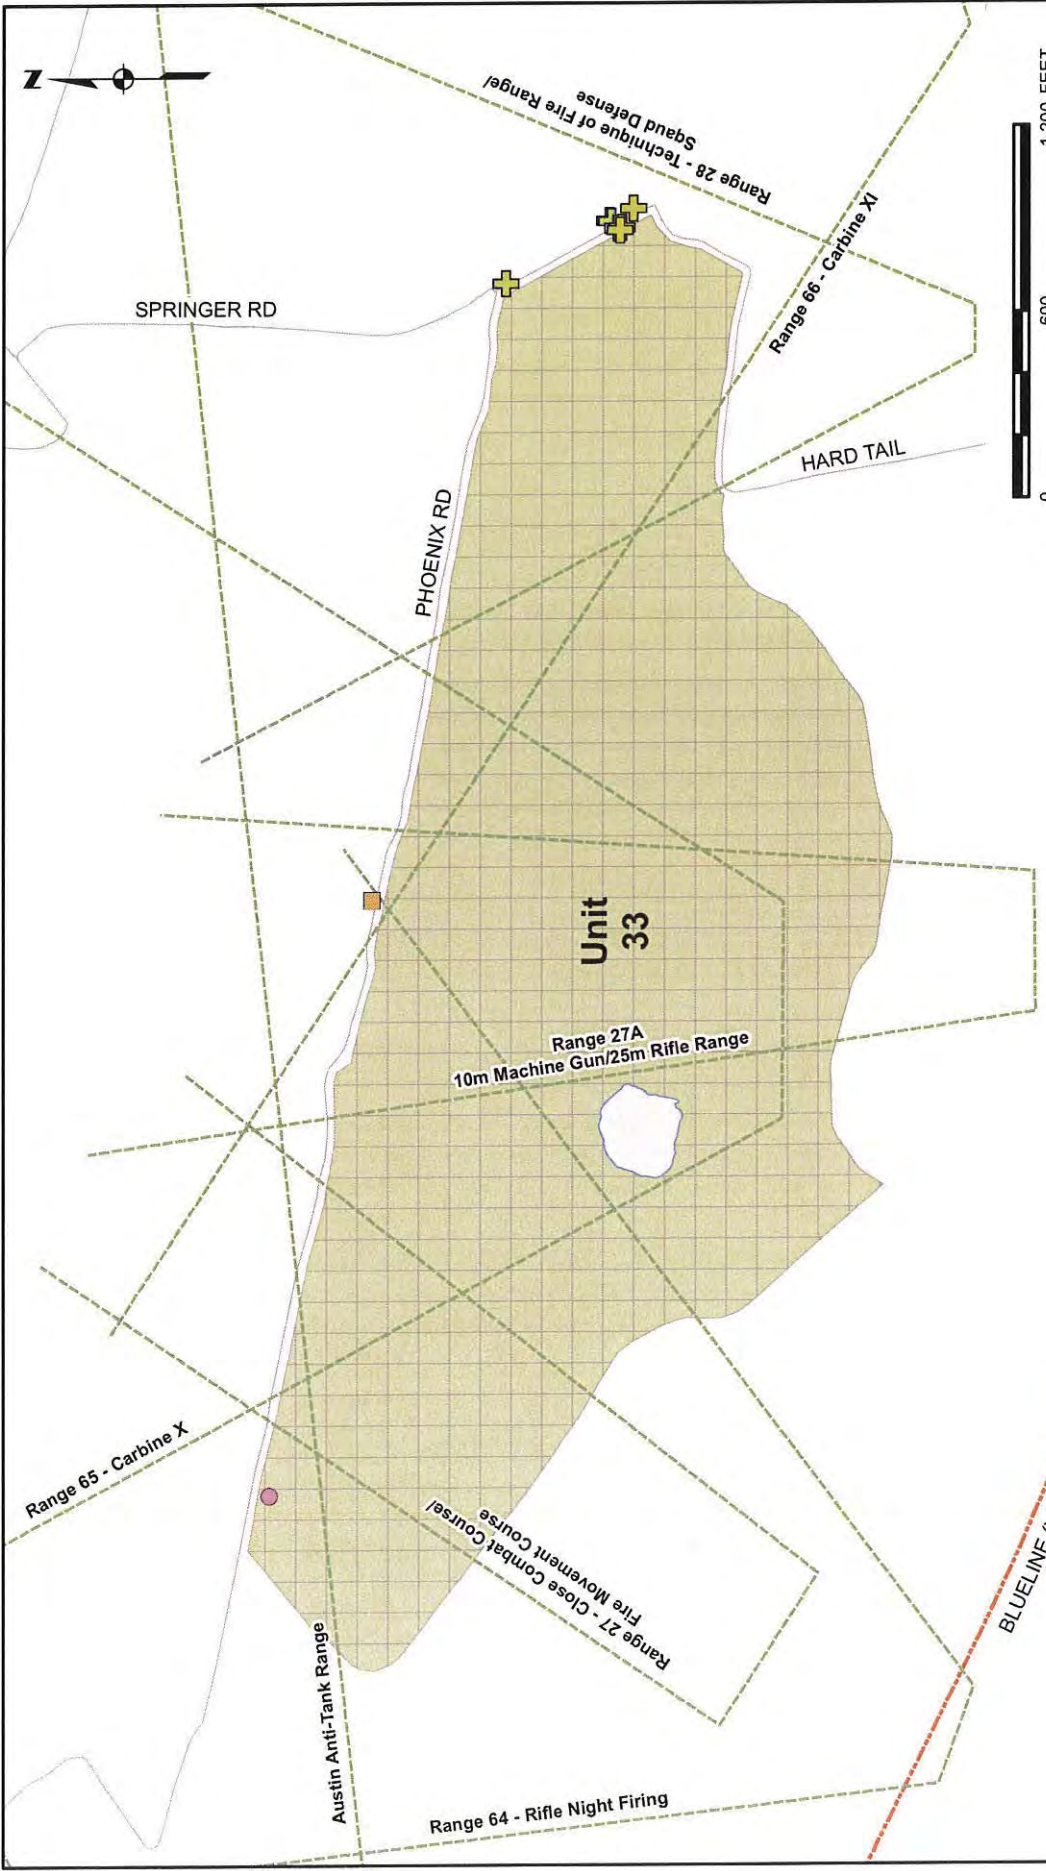 N
SPRINGER RD
Range 28 - Technique of Fire Range/
Sqaud Defense
Range 66 - Carbine XI
PHOENIX RD
HARD TAIL
Unit
33
Range 27A
10m Machine Gun/25m Rifle Range
Range 65 - Carbine X
Range 27 - Close Combat Course/
Fire Movement Course
Austin Anti-Tank Range
Range 64 - Rifle Night Firing
BLUELINE
0
600
1,200 FEET